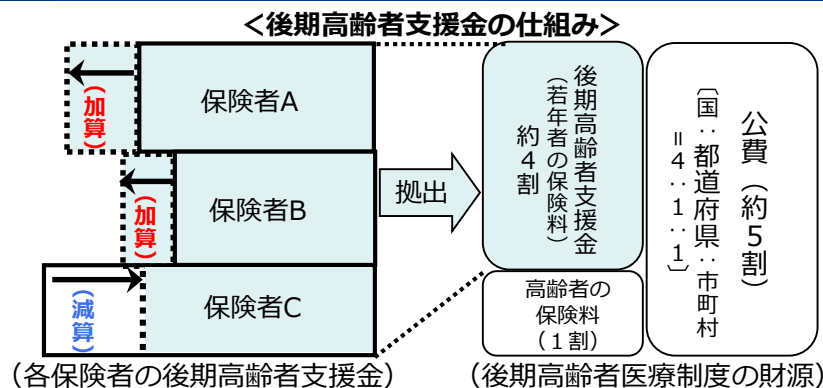 <後期高齢者支援金の仕組み>
(加算)
保険者A
(加算)
保険者B
(減算)
保険者C
拠出
後期高齢者支援金
(若年者の保険料)
約4割
高齢者の
保険料
(1割)
公費(約5割)
〔国:都道府県:市町村
=4:1:1〕
(各保険者の後期高齢者支援金)
(後期高齢者医療制度の財源)